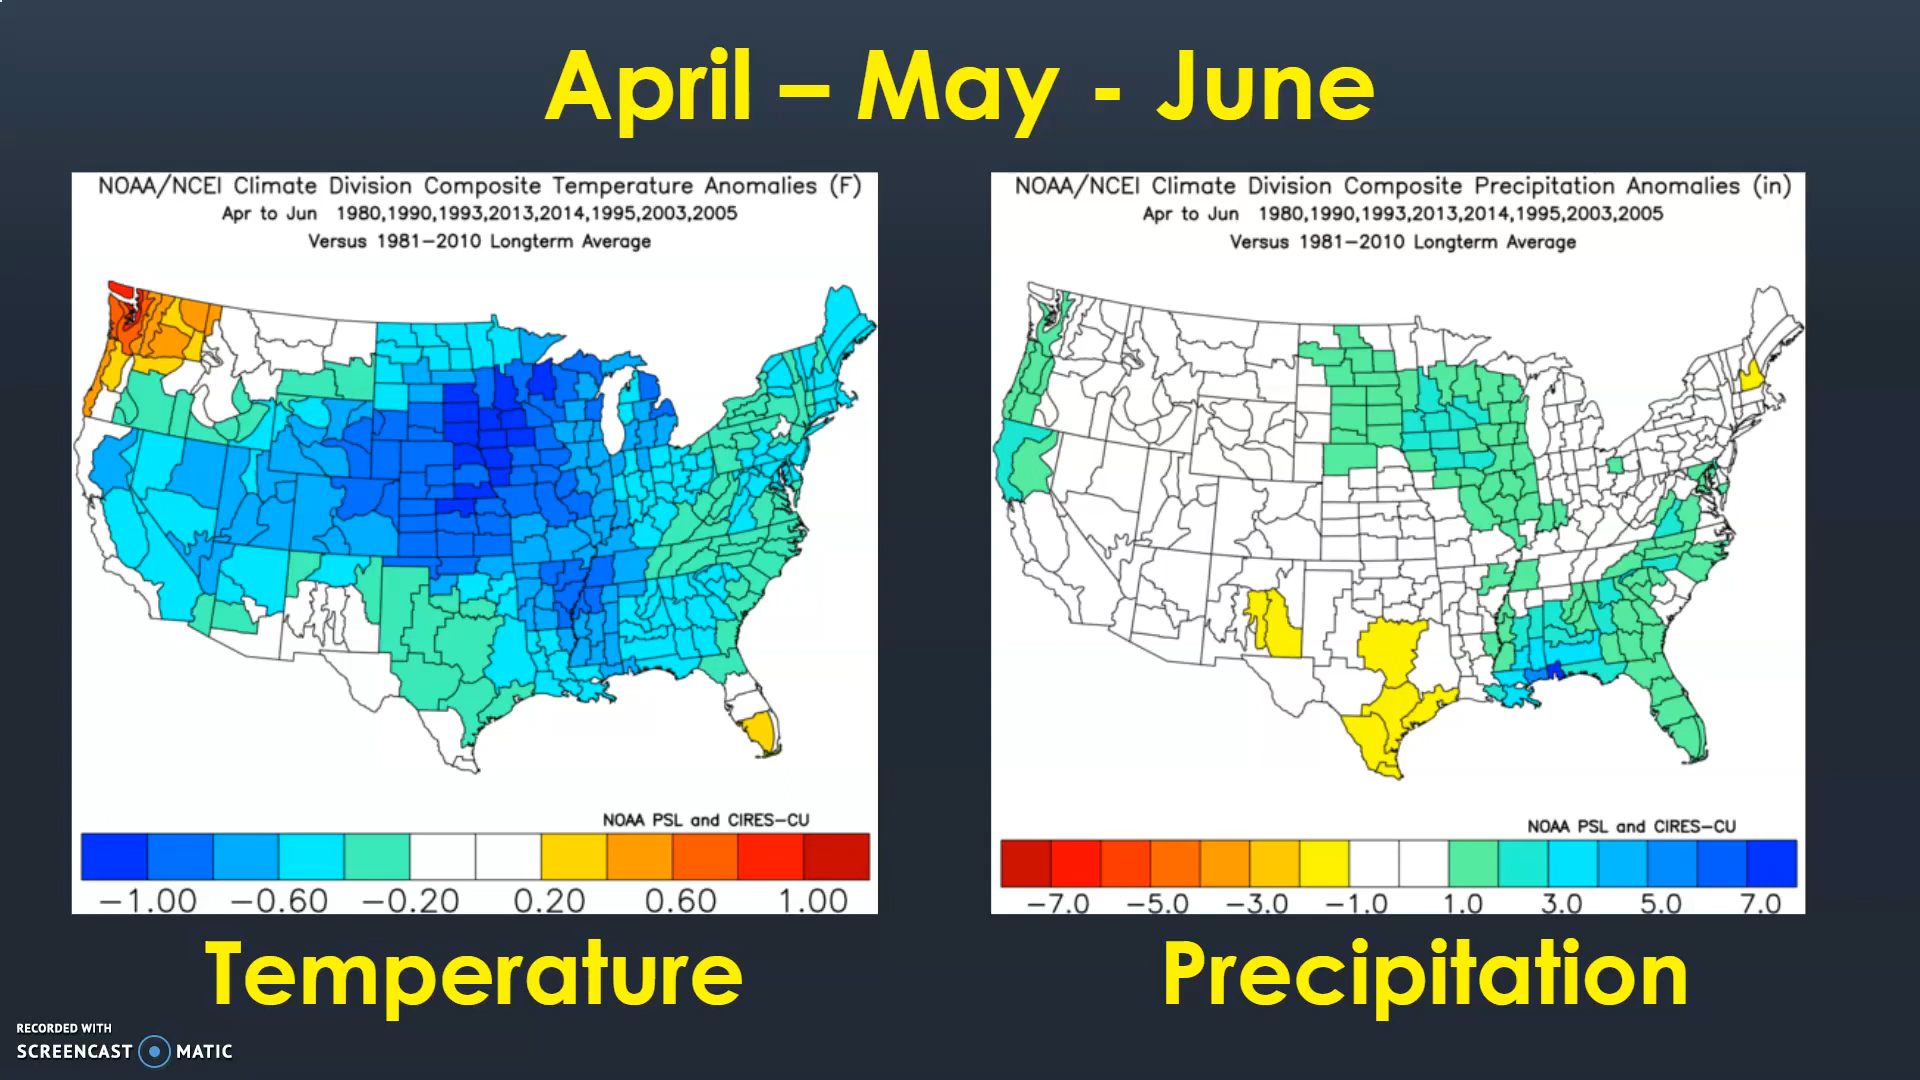 April – May - June
NOAA/NCEI Climate Division Composite Temperature Anomalies (F)
Apr to Jun 1980,1990,1993,2013,2014,1995,2003,2005
Versus 1981–2010 Longterm Average
NOAA PSL and CIRES–CU
−1.00 −0.60 −0.20 0.20 0.60 1.00
Temperature
NOAA/NCEI Climate Division Composite Precipitation Anomalies (in)
Apr to Jun 1980,1990,1993,2013,2014,1995,2003,2005
Versus 1981–2010 Longterm Average
NOAA PSL and CIRES–CU
−7.0 −5.0 −3.0 −1.0 1.0 3.0 5.0 7.0
Precipitation
RECORDED WITH
SCREENCAST MATIC